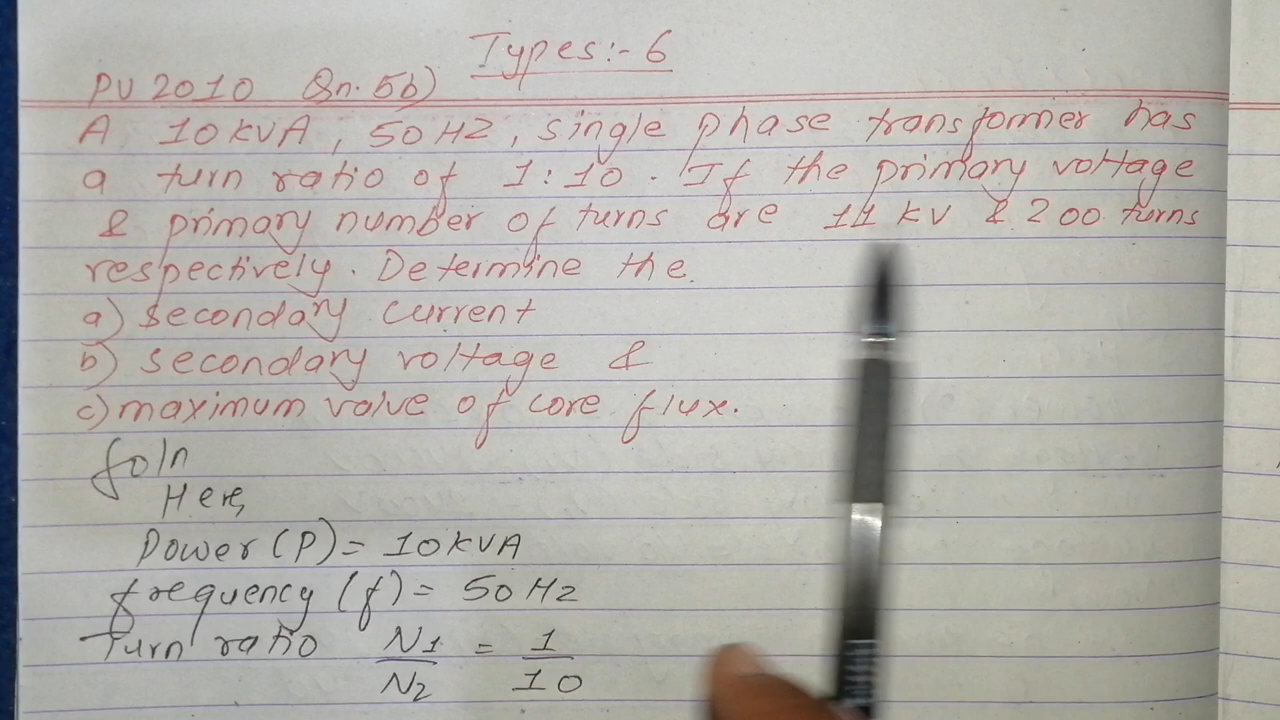 Types:- 6
PU 2010 Qn. 5b)
A 10 kVA, 50 Hz, single phase transformer has
a turn ratio of 1:10. If the primary voltage
& primary number of turns are 11 kv & 200 turns
respectively. Determine the.
a) secondary current
b) secondary voltage &
c) maximum value of core flux.
Soln
Here,
Power (P) = 10 kVA
frequency (f) = 50 Hz
Turn ratio N1/N2 = 1/10